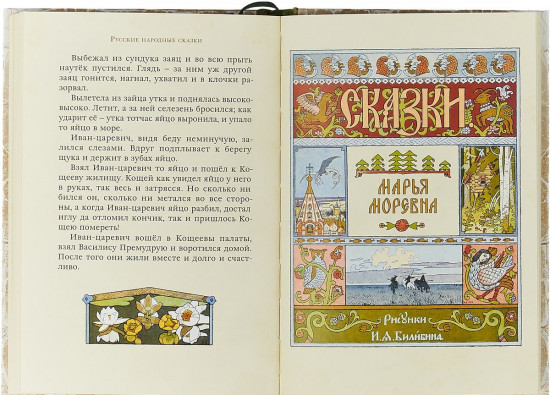 Русские народные сказки
Выбежал из сундука заяц и во всю прыть
наутёк пустился. Глядь – за ним уж другой
заяц гонится, нагнал, ухватил и в клочки ра-
зорвал.
Вылетела из зайца утка и поднялась высоко-
высоко. Летит, а за ней селезень бросился; как
ударит её – утка тотчас яйцо выронила, и упало
то яйцо в море.
Иван-царевич, видя беду неминучую, за-
лился слезами. Вдруг подплывает к берегу
щука и держит в зубах яйцо.
Взял Иван-царевич то яйцо и пошёл к Ко-
щееву жилищу. Кощей как увидел яйцо у него
в руках, так весь и затрясся. Но сколько ни
бился он, сколько ни метался во все сторо-
ны, а когда Иван-царевич яйцо разбил, достал
иглу да отломил кончик, так и пришлось Ко-
щею помереть!
Иван-царевич вошёл в Кощеевы палаты,
взял Василису Премудрую и воротился домой.
После того они жили вместе и долго и счаст-
ливо.
СКАЗКИ.
МАРЬЯ
МОРЕВНА
Рисунки
И.Я.Билибина.